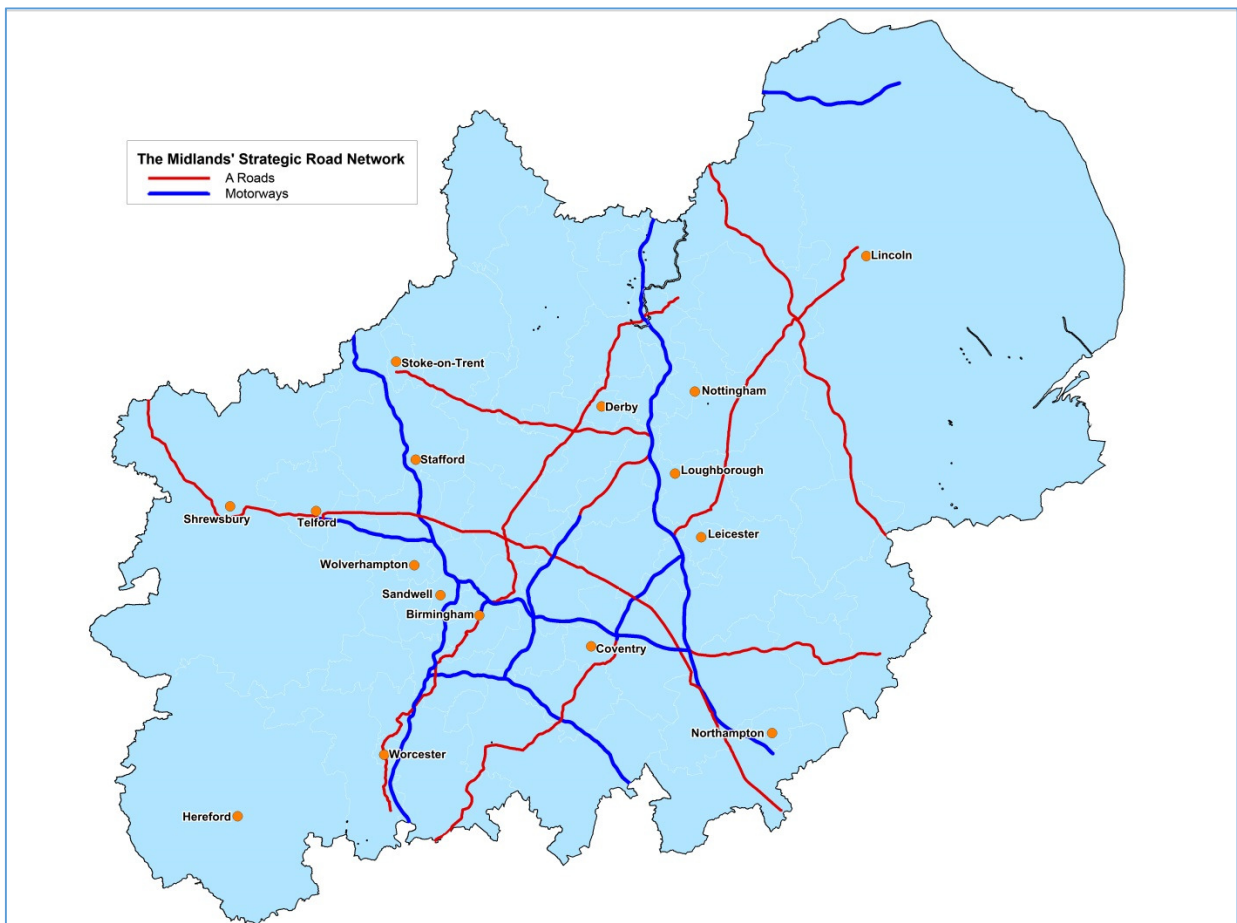 The Midlands' Strategic Road Network
A Roads
Motorways
Lincoln
Stoke-on-Trent
Nottingham
Derby
Stafford
Loughborough
Shrewsbury
Telford
Leicester
Wolverhampton
Sandwell
Birmingham
Coventry
Northampton
Worcester
Hereford